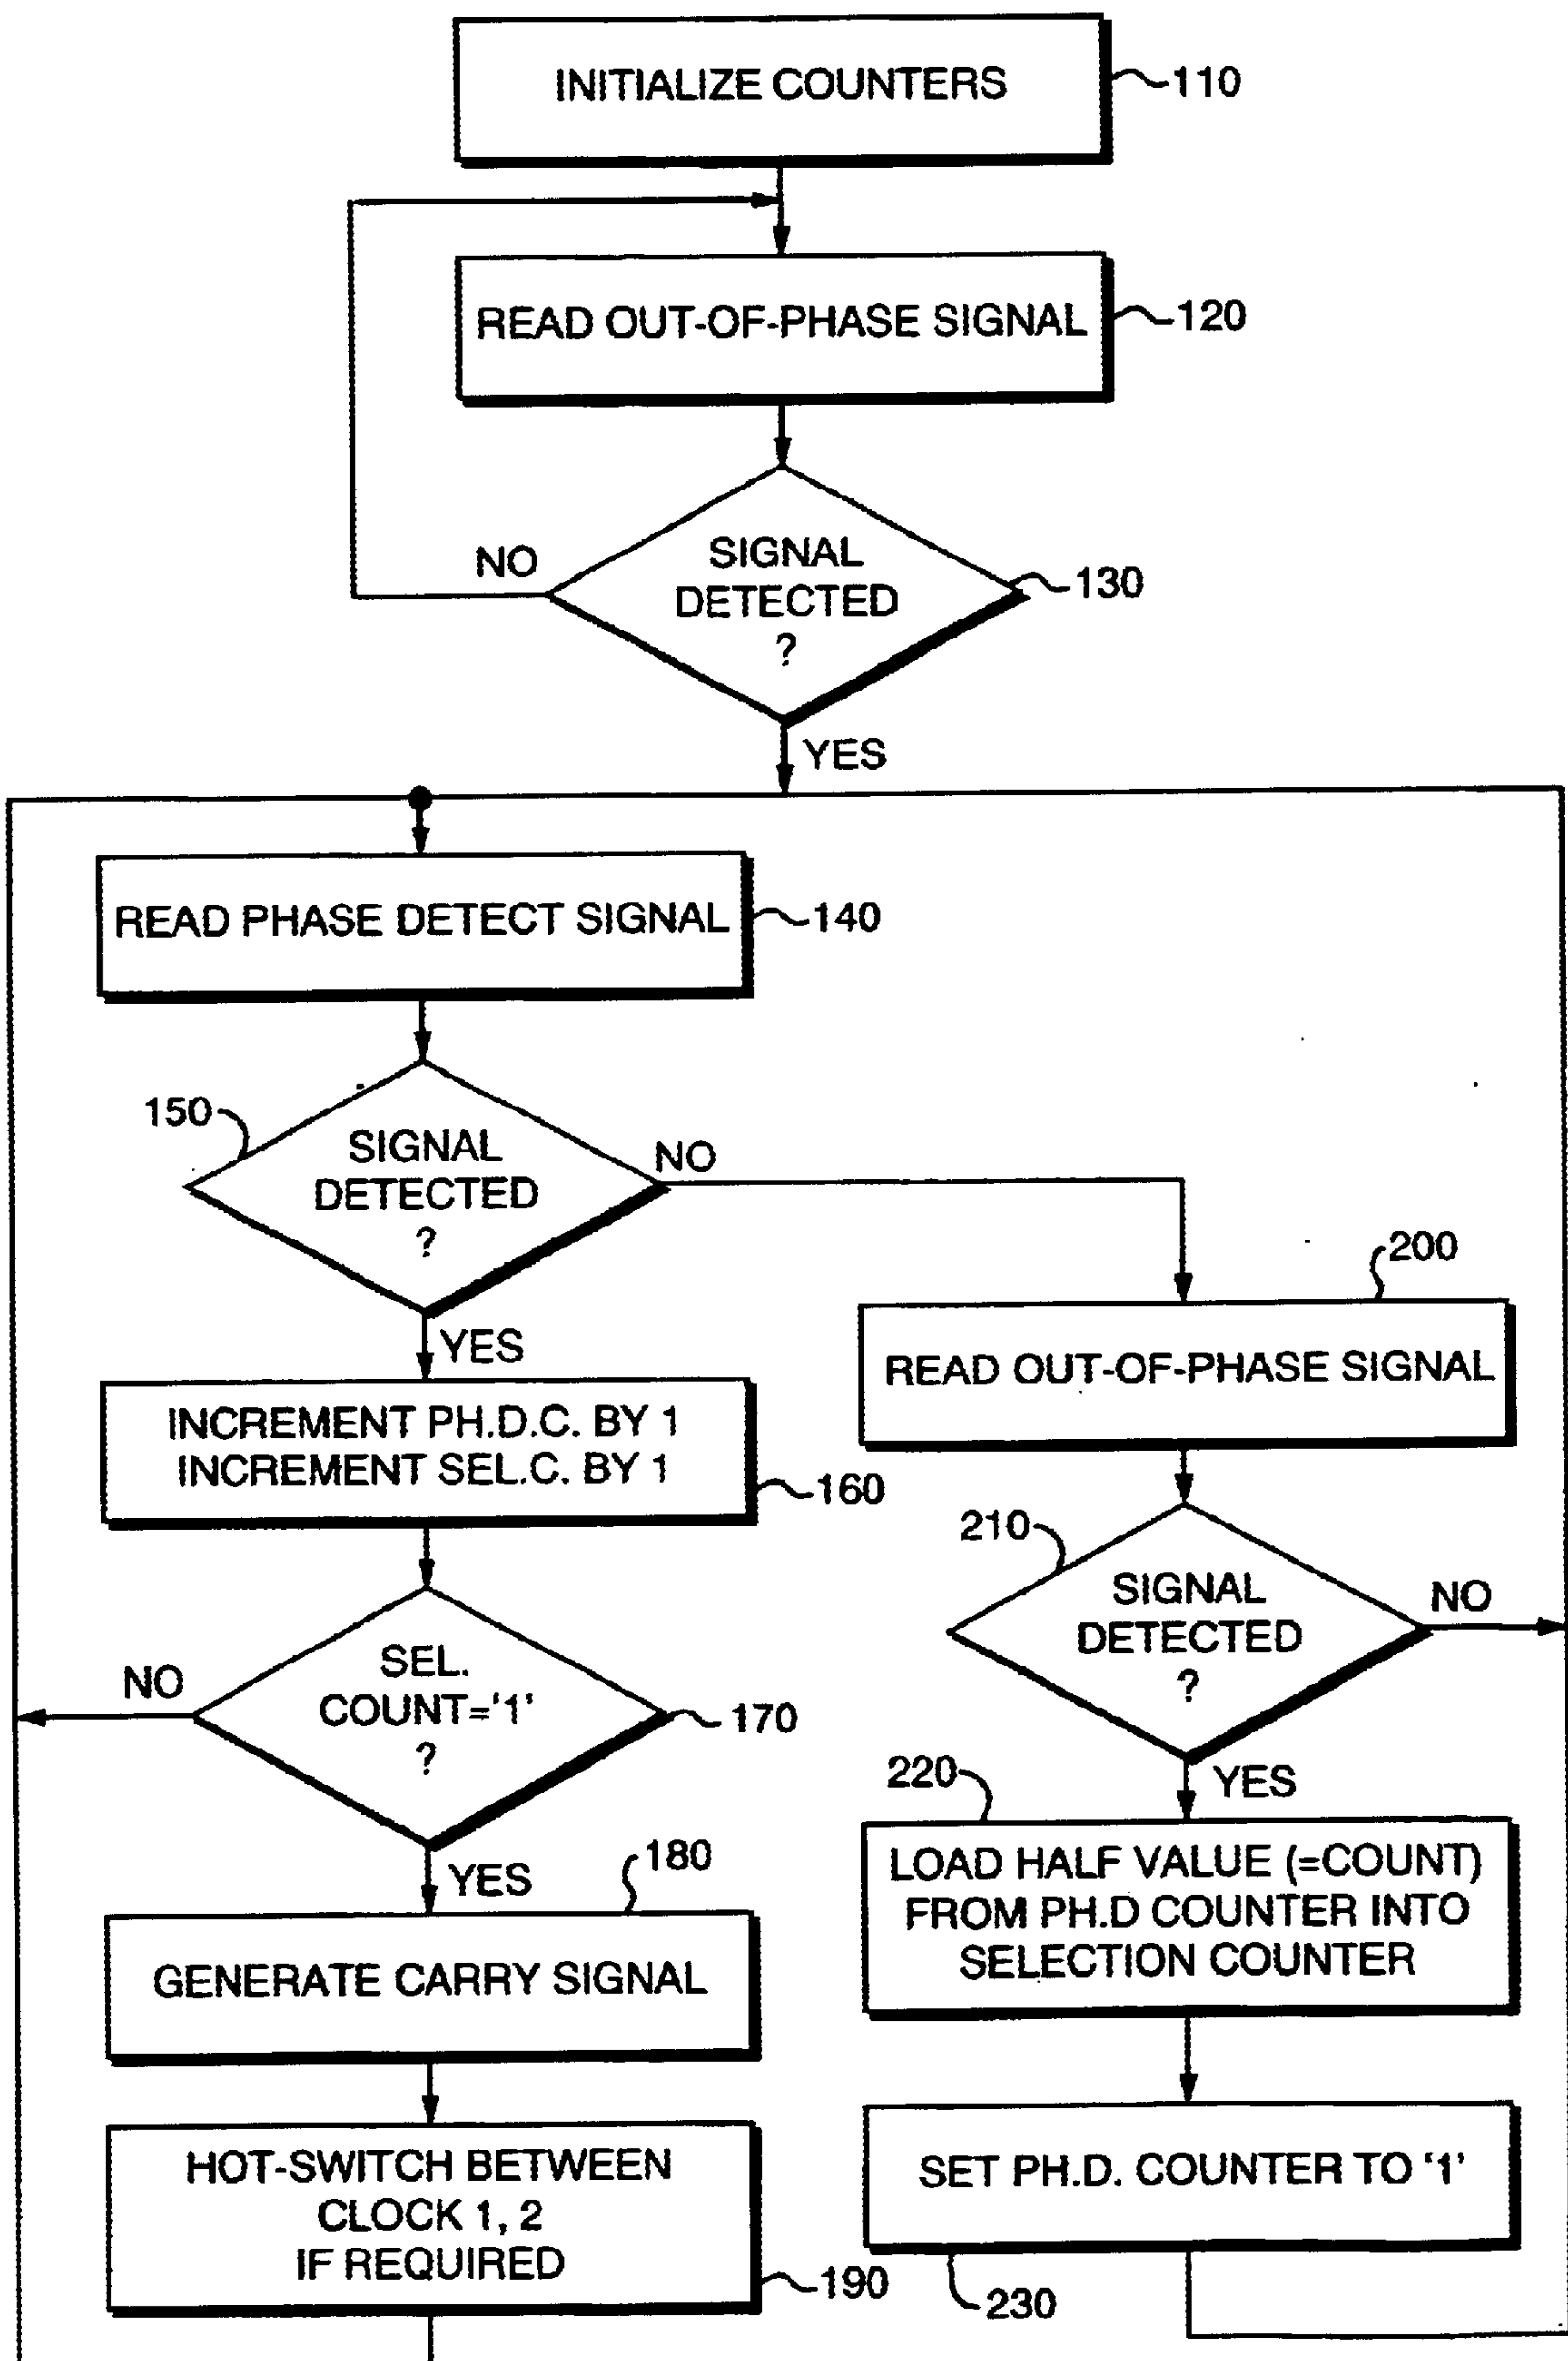 INITIALIZE COUNTERS
110
READ OUT-OF-PHASE SIGNAL
120
SIGNAL
DETECTED
?
130
NO
YES
READ PHASE DETECT SIGNAL
140
150
SIGNAL
DETECTED
?
NO
YES
INCREMENT PH.D.C. BY 1
INCREMENT SEL.C. BY 1
160
SEL.
COUNT='1'
?
170
NO
YES
180
GENERATE CARRY SIGNAL
HOT-SWITCH BETWEEN
CLOCK 1, 2
IF REQUIRED
190
200
READ OUT-OF-PHASE SIGNAL
210
SIGNAL
DETECTED
?
NO
YES
220
LOAD HALF VALUE (=COUNT)
FROM PH.D COUNTER INTO
SELECTION COUNTER
SET PH.D. COUNTER TO '1'
230